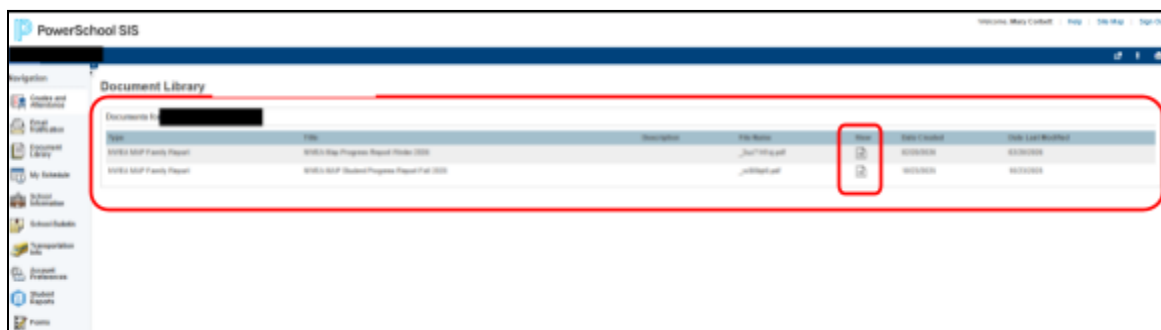 PowerSchool SIS
Welcome, Mary Corbett | Help | Site Map | Sign O
Navigation
Grades and Attendance
Email Notification
Document Library
My Schedule
School Information
School Bulletin
Transportation Info
Account Preferences
Student Reports
Forms
Document Library
Documents for
Type Title Description File Name View Date Created Date Last Modified
NWEA MAP Family Report NWEA Map Progress Report Winter
NWEA MAP Family Report NWEA MAP Student Progress Report Fall